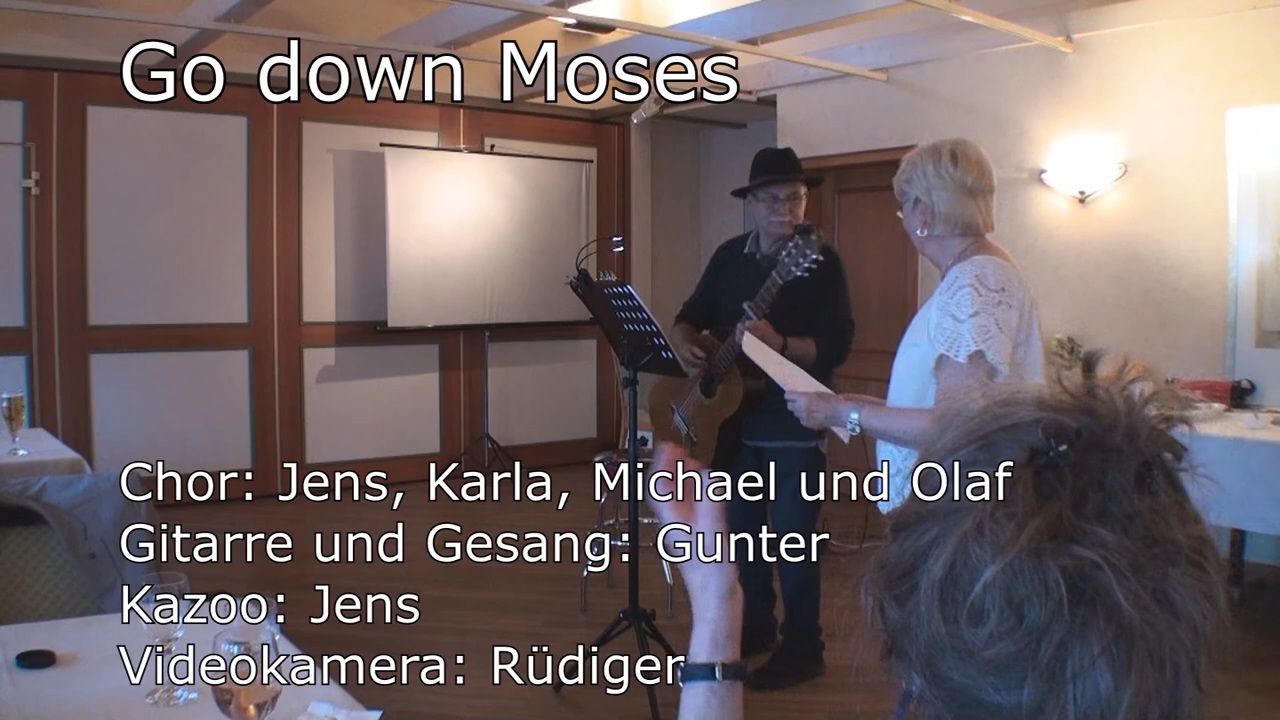 Go down Moses
Chor: Jens, Karla, Michael und Olaf
Gitarre und Gesang: Gunter
Kazoo: Jens
Videokamera: Rüdiger